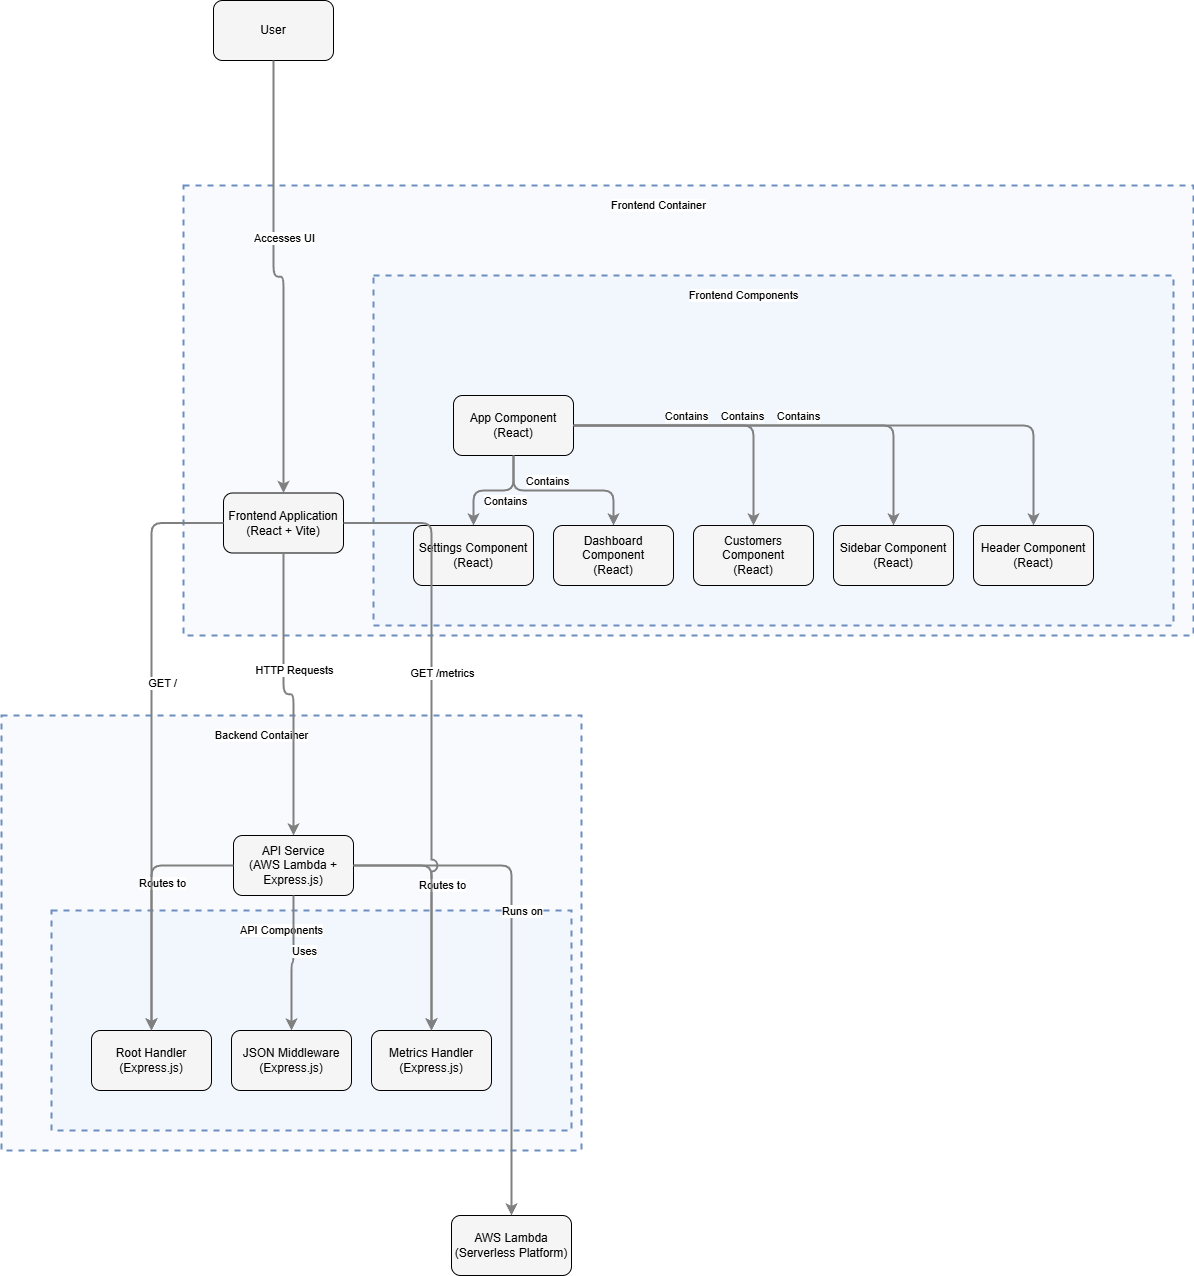 User
Frontend Container
Accesses UI
Frontend Components
App Component
(React)
Contains
Contains
Contains
Contains
Contains
Frontend Application
(React + Vite)
Settings Component
(React)
Dashboard
Component
(React)
Customers
Component
(React)
Sidebar Component
(React)
Header Component
(React)
HTTP Requests
GET /metrics
GET /
Backend Container
API Service
(AWS Lambda +
Express.js)
Routes to
Routes to
Runs on
API Components
Uses
Root Handler
(Express.js)
JSON Middleware
(Express.js)
Metrics Handler
(Express.js)
AWS Lambda
(Serverless Platform)